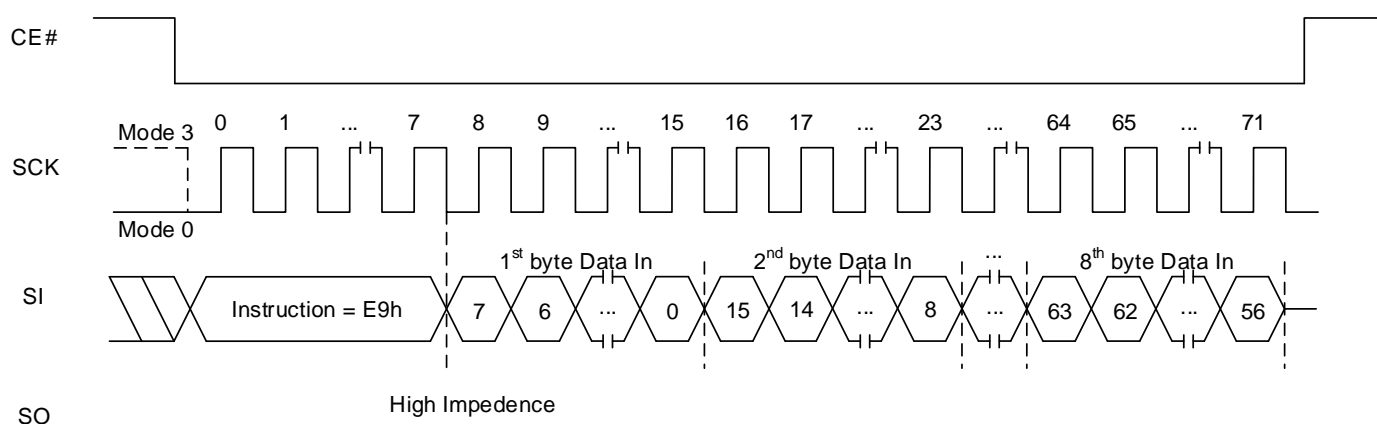 CE#
0 1 ... 7 8 9 ... 15 16 17 ... 23 ... 64 65 ... 71
Mode 3
SCK
Mode 0
1st byte Data In 2nd byte Data In ... 8th byte Data In
SI Instruction = E9h 7 6 ... 0 15 14 ... 8 ... 63 62 ... 56
High Impedence
SO